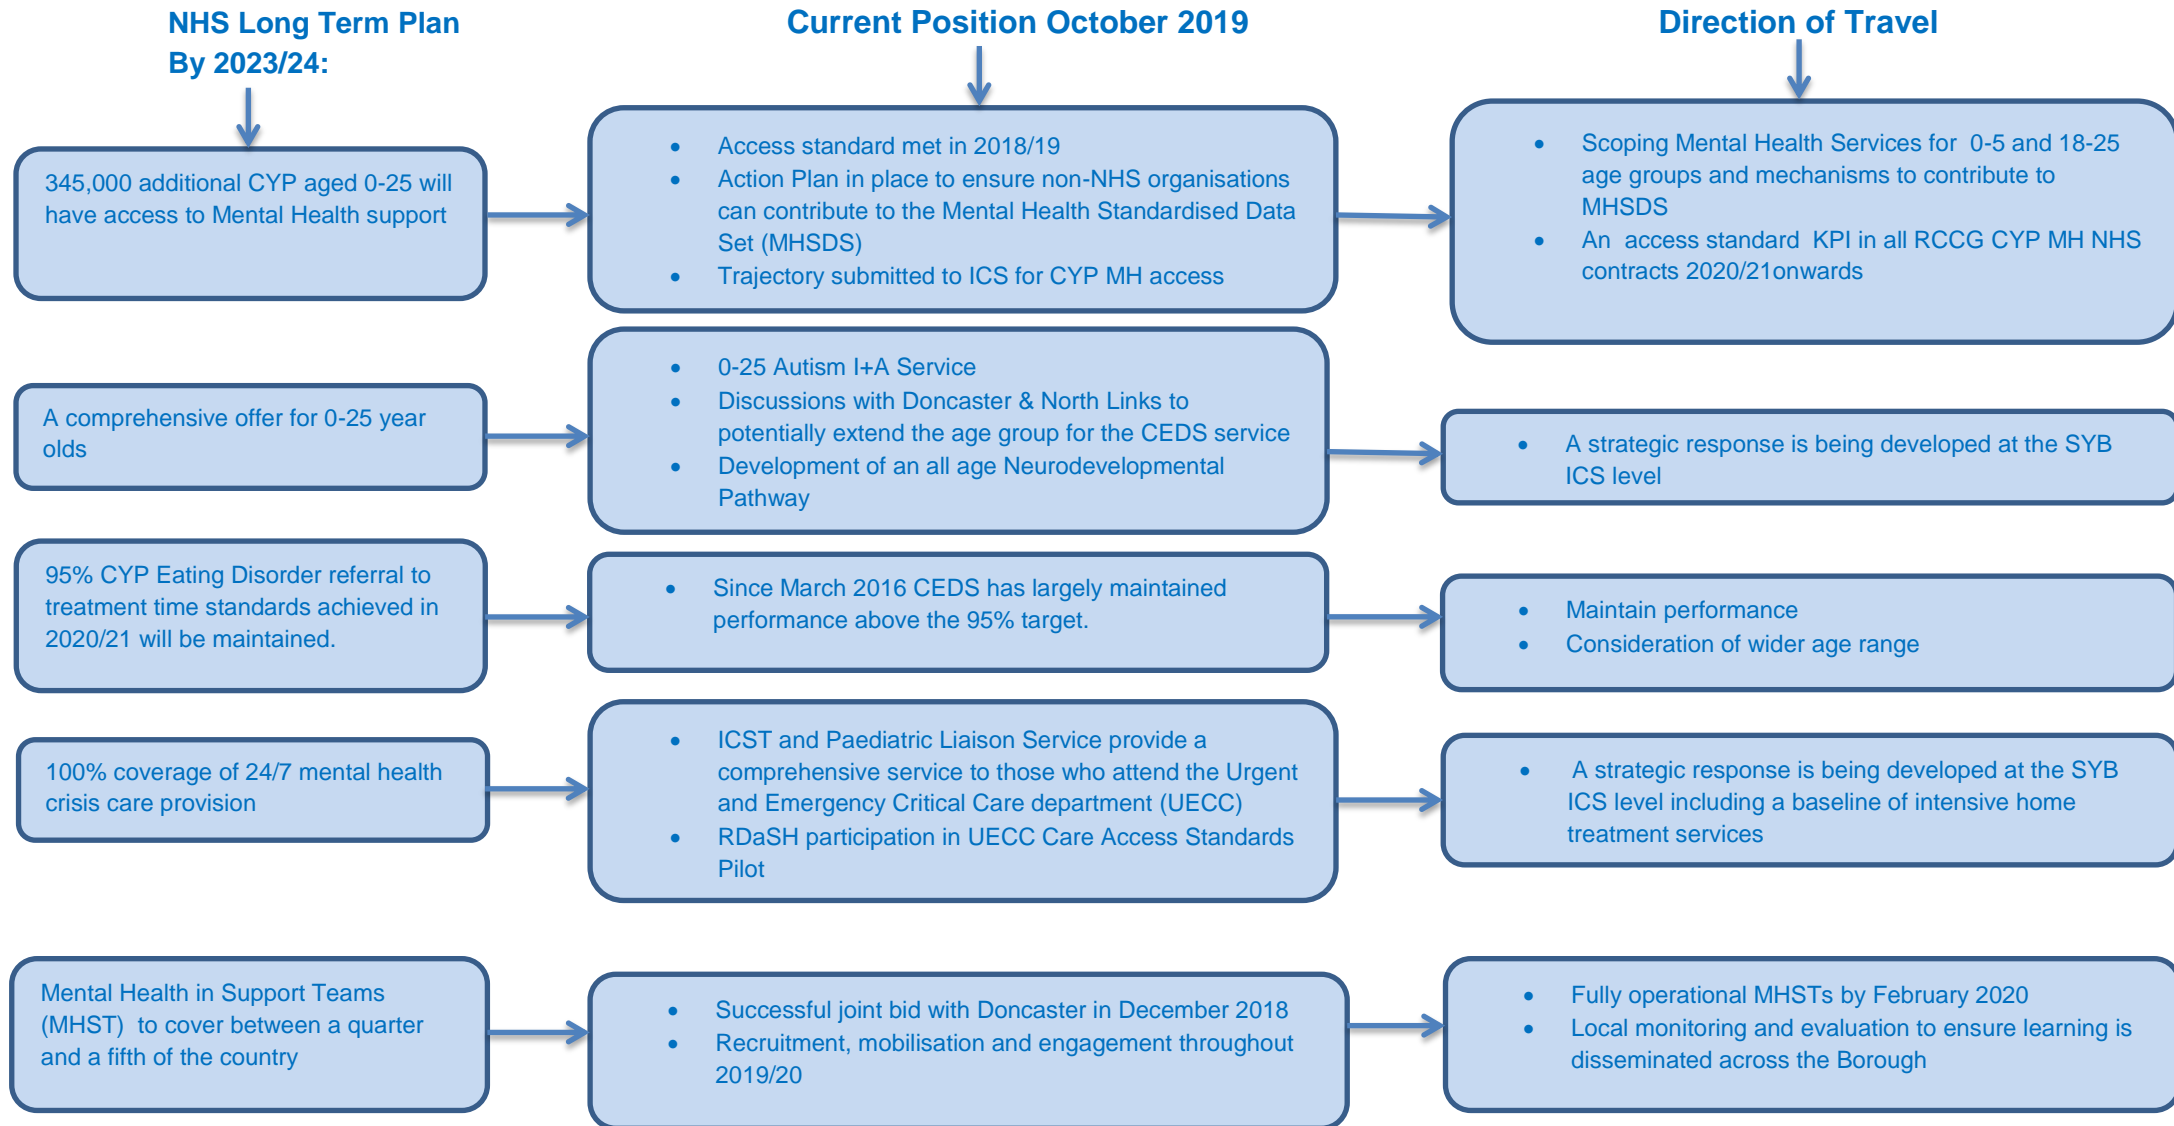 NHS Long Term Plan
By 2023/24:
Current Position October 2019
Direction of Travel
345,000 additional CYP aged 0-25 will
have access to Mental Health support
• Access standard met in 2018/19
• Action Plan in place to ensure non-NHS organisations
can contribute to the Mental Health Standardised Data
Set (MHSDS)
• Trajectory submitted to ICS for CYP MH access
• Scoping Mental Health Services for 0-5 and 18-25
age groups and mechanisms to contribute to
MHSDS
• An access standard KPI in all RCCG CYP MH NHS
contracts 2020/21onwards
A comprehensive offer for 0-25 year
olds
• 0-25 Autism I+A Service
• Discussions with Doncaster & North Links to
potentially extend the age group for the CEDS service
• Development of an all age Neurodevelopmental
Pathway
• A strategic response is being developed at the SYB
ICS level
95% CYP Eating Disorder referral to
treatment time standards achieved in
2020/21 will be maintained.
• Since March 2016 CEDS has largely maintained
performance above the 95% target.
• Maintain performance
• Consideration of wider age range
100% coverage of 24/7 mental health
crisis care provision
• ICST and Paediatric Liaison Service provide a
comprehensive service to those who attend the Urgent
and Emergency Critical Care department (UECC)
• RDaSH participation in UECC Care Access Standards
Pilot
• A strategic response is being developed at the SYB
ICS level including a baseline of intensive home
treatment services
Mental Health in Support Teams
(MHST) to cover between a quarter
and a fifth of the country
• Successful joint bid with Doncaster in December 2018
• Recruitment, mobilisation and engagement throughout
2019/20
• Fully operational MHSTs by February 2020
• Local monitoring and evaluation to ensure learning is
disseminated across the Borough